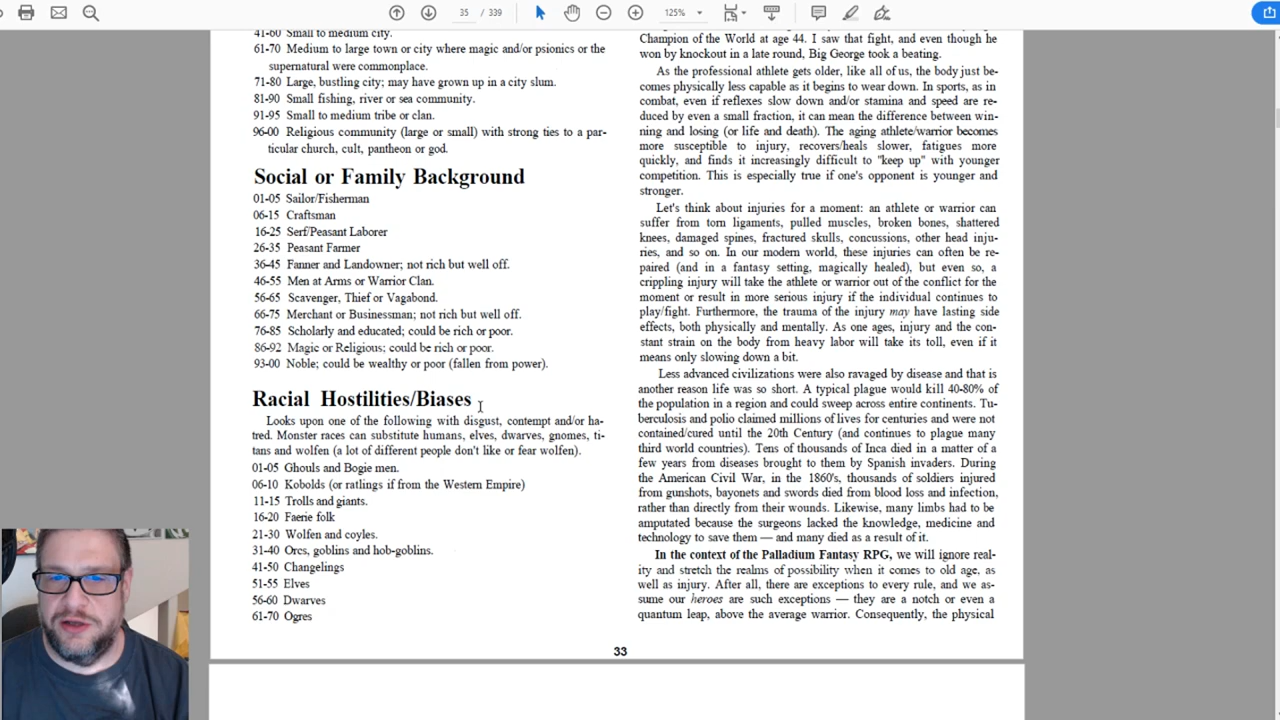 35 / 339
125%
41-60 Small to medium city.
61-70 Medium to large town or city where magic and/or psionics or the
supernatural were commonplace.
71-80 Large, bustling city; may have grown up in a city slum.
81-90 Small fishing, river or sea community.
91-95 Small to medium tribe or clan.
96-00 Religious community (large or small) with strong ties to a par-
ticular church, cult, pantheon or god.
Social or Family Background
01-05 Sailor/Fisherman
06-15 Craftsman
16-25 Serf/Peasant Laborer
26-35 Peasant Farmer
36-45 Fanner and Landowner; not rich but well off.
46-55 Men at Arms or Warrior Clan.
56-65 Scavenger, Thief or Vagabond.
66-75 Merchant or Businessman; not rich but well off.
76-85 Scholarly and educated; could be rich or poor.
86-92 Magic or Religious; could be rich or poor.
93-00 Noble; could be wealthy or poor (fallen from power).
Racial Hostilities/Biases
Looks upon one of the following with disgust, contempt and/or ha-
tred. Monster races can substitute humans, elves, dwarves, gnomes, ti-
tans and wolfen (a lot of different people don't like or fear wolfen).
01-05 Ghouls and Bogie men.
06-10 Kobolds (or ratlings if from the Western Empire)
11-15 Trolls and giants.
16-20 Faerie folk
21-30 Wolfen and coyles.
31-40 Orcs, goblins and hob-goblins.
41-50 Changelings
51-55 Elves
56-60 Dwarves
61-70 Ogres
Champion of the World at age 44. I saw that fight, and even though he
won by knockout in a late round, Big George took a beating.
As the professional athlete gets older, like all of us, the body just be-
comes physically less capable as it begins to wear down. In sports, as in
combat, even if reflexes slow down and/or stamina and speed are re-
duced by even a small fraction, it can mean the difference between win-
ning and losing (or life and death). The aging athlete/warrior becomes
more susceptible to injury, recovers/heals slower, fatigues more
quickly, and finds it increasingly difficult to "keep up" with younger
competition. This is especially true if one's opponent is younger and
stronger.
Let's think about injuries for a moment: an athlete or warrior can
suffer from torn ligaments, pulled muscles, broken bones, shattered
knees, damaged spines, fractured skulls, concussions, other head inju-
ries, and so on. In our modern world, these injuries can often be re-
paired (and in a fantasy setting, magically healed), but even so, a
crippling injury will take the athlete or warrior out of the conflict for the
moment or result in more serious injury if the individual continues to
play/fight. Furthermore, the trauma of the injury may have lasting side
effects, both physically and mentally. As one ages, injury and the con-
stant strain on the body from heavy labor will take its toll, even if it
means only slowing down a bit.
Less advanced civilizations were also ravaged by disease and that is
another reason life was so short. A typical plague would kill 40-80% of
the population in a region and could sweep across entire continents. Tu-
berculosis and polio claimed millions of lives for centuries and were not
contained/cured until the 20th Century (and continues to plague many
third world countries). Tens of thousands of Inca died in a matter of a
few years from diseases brought to them by Spanish invaders. During
the American Civil War, in the 1860's, thousands of soldiers injured
from gunshots, bayonets and swords died from blood loss and infection,
rather than directly from their wounds. Likewise, many limbs had to be
amputated because the surgeons lacked the knowledge, medicine and
technology to save them — and many died as a result of it.
In the context of the Palladium Fantasy RPG, we will ignore real-
ity and stretch the realms of possibility when it comes to old age, as
well as injury. After all, there are exceptions to every rule, and we as-
sume our heroes are such exceptions — they are a notch or even a
quantum leap, above the average warrior. Consequently, the physical
33